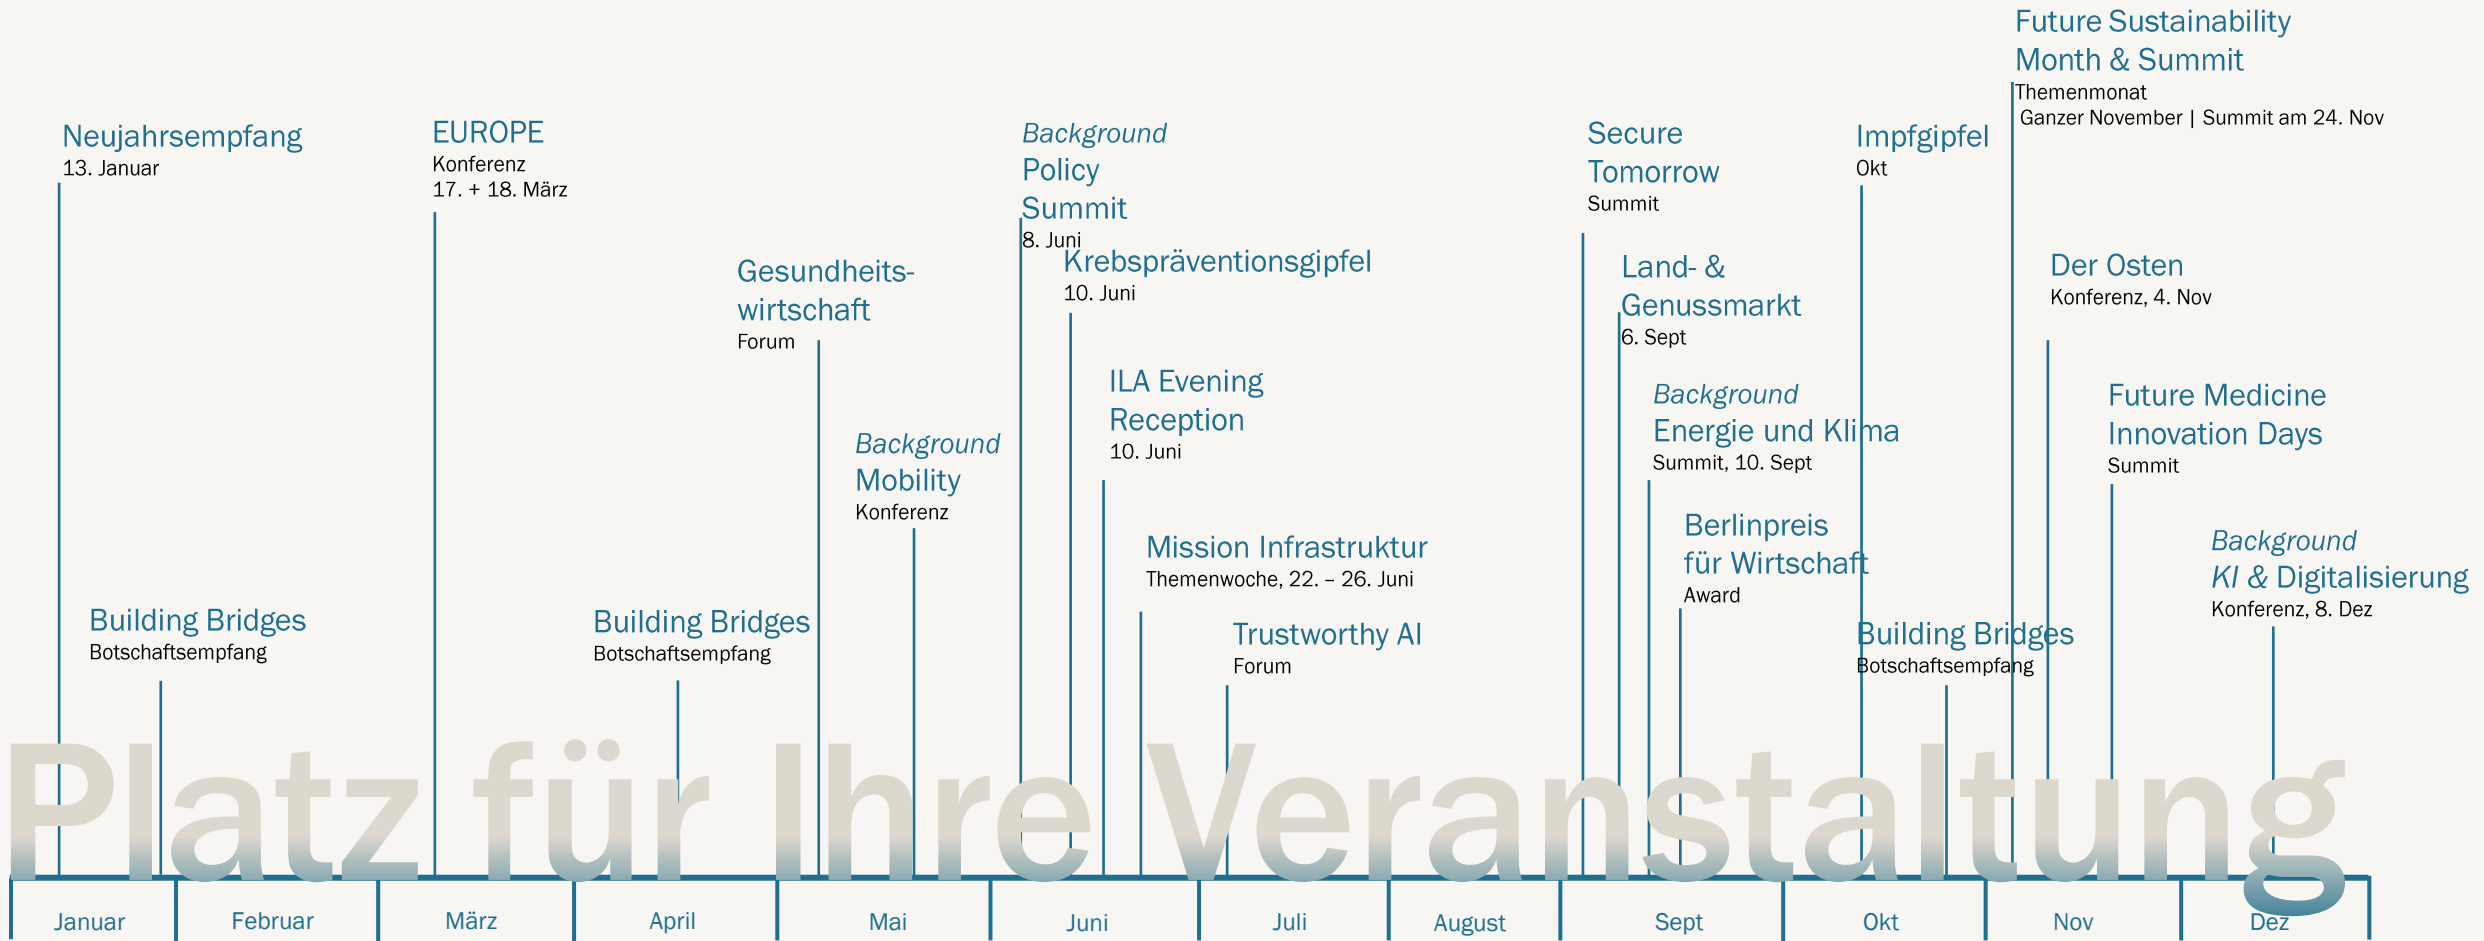 Neujahrsempfang
13. Januar
Building Bridges
Botschaftsempfang
EUROPE
Konferenz
17. + 18. März
Building Bridges
Botschaftsempfang
Gesundheits-
wirtschaft
Forum
Background
Mobility
Konferenz
Background
Policy
Summit
8. Juni
Krebspräventionsgipfel
10. Juni
ILA Evening
Reception
10. Juni
Mission Infrastruktur
Themenwoche, 22. – 26. Juni
Trustworthy AI
Forum
Secure
Tomorrow
Summit
Land- &
Genussmarkt
6. Sept
Background
Energie und Klima
Summit, 10. Sept
Berlinpreis
für Wirtschaft
Award
Impfgipfel
Okt
Building Bridges
Botschaftsempfang
Future Sustainability
Month & Summit
Themenmonat
Ganzer November | Summit am 24. Nov
Der Osten
Konferenz, 4. Nov
Future Medicine
Innovation Days
Summit
Background
KI & Digitalisierung
Konferenz, 8. Dez
Platz für Ihre Veranstaltung
Januar Februar März April Mai Juni Juli August Sept Okt Nov Dez